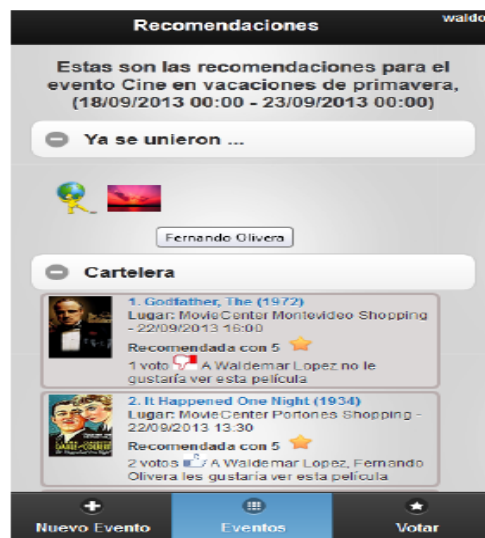 Recomendaciones
waldo
Estas son las recomendaciones para el
evento Cine en vacaciones de primavera,
(18/09/2013 00:00 - 23/09/2013 00:00)
Ya se unieron ...
Fernando Olivera
Cartelera
1. Godfather, The (1972)
Lugar: MovieCenter Montevideo Shopping
- 22/09/2013 16:00
Recomendada con 5
1 voto A Waldemar Lopez no le
gustaría ver esta película
2. It Happened One Night (1934)
Lugar: MovieCenter Portones Shopping -
22/09/2013 13:30
Recomendada con 5
2 votos / A Waldemar Lopez, Fernando
Olivera les gustaría ver esta película
Nuevo Evento
Eventos
Votar